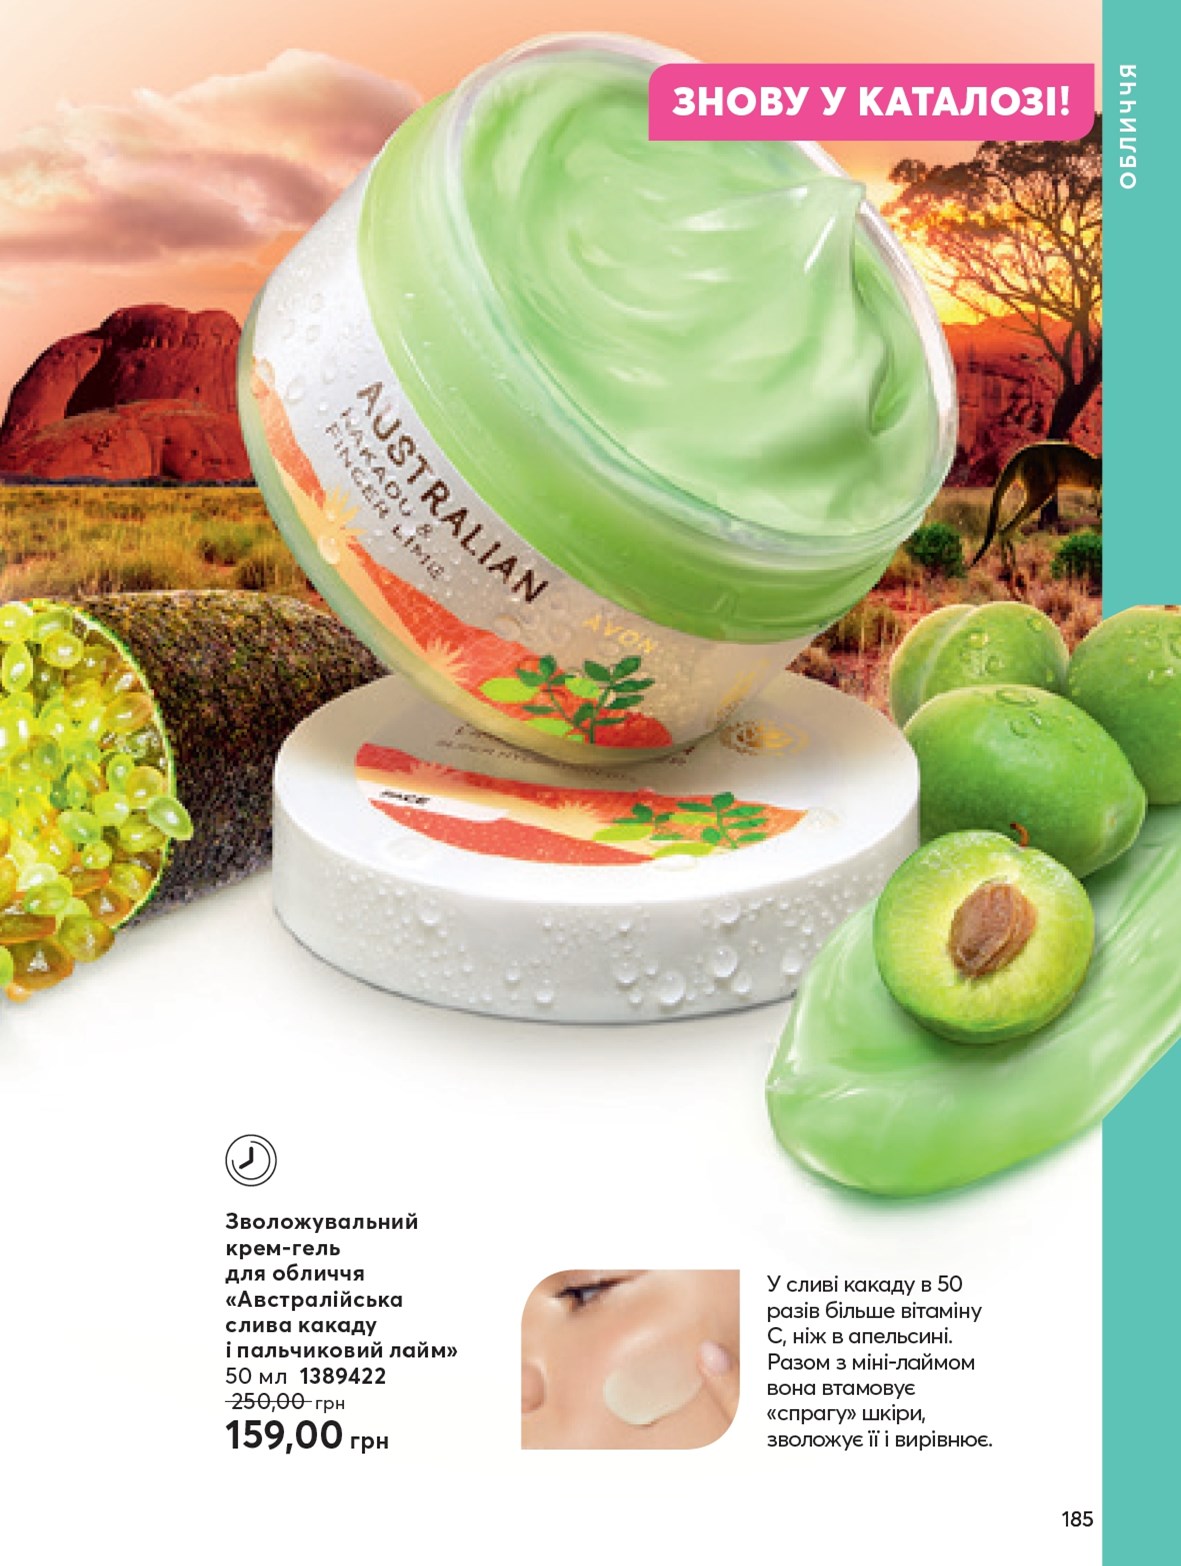 ЗНОВУ У КАТАЛОЗІ!
ОБЛИЧЧЯ
AUSTRALIAN
KAKADU &
FINGER LIME
AVON
FACE
Зволожувальний
крем-гель
для обличчя
«Австралійська
слива какаду
і пальчиковий лайм»
50 мл 1389422
250,00 грн
159,00 грн
У сливі какаду в 50
разів більше вітаміну
С, ніж в апельсині.
Разом з міні-лаймом
вона втамовує
«спрагу» шкіри,
зволожує її і вирівнює.
185